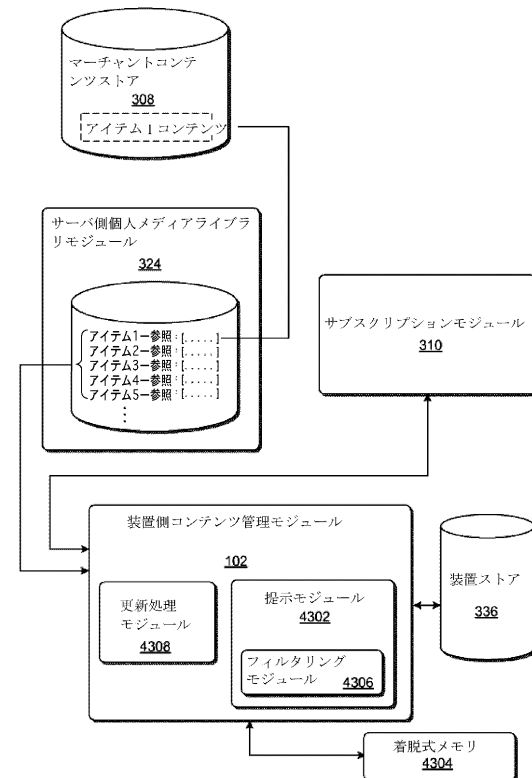 マーチャントコンテ
ンツストア
308
アイテム1コンテンツ
サーバ側個人メディアライブラ
リモジュール
324
アイテム1ー参照:[.....]
アイテム2ー参照:[.....]
アイテム3ー参照:[.....]
アイテム4ー参照:[.....]
アイテム5ー参照:[.....]
サブスクリプションモジュール
310
装置側コンテンツ管理モジュール
102
更新処理
モジュール
4308
提示モジュール
4302
フィルタリング
モジュール
4306
装置ストア
336
着脱式メモリ
4304